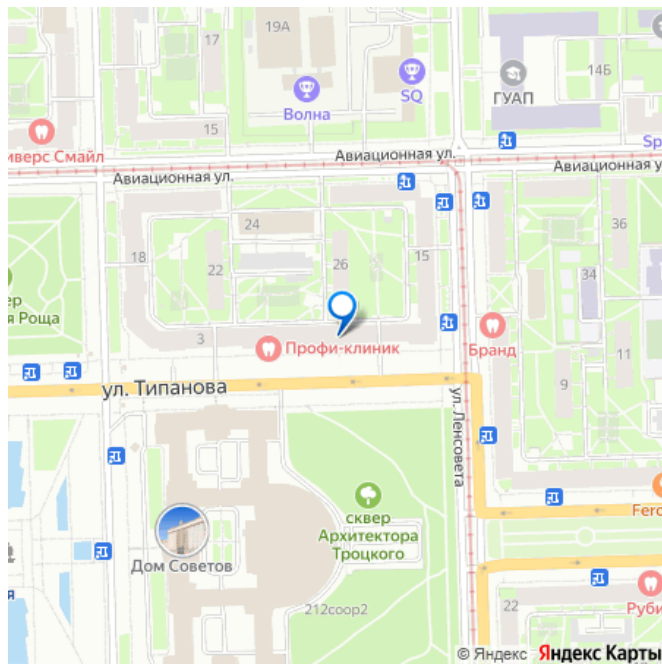 19А
17
14Б
SQ
ГУАП
Волна
15
иверс Смайл
Sp
Авиационная ул.
Авиационная у
Авиационная ул.
24
36
18
22
26
15
34
ер
я Роща
3
Профи-клиник
Бранд
11
9
ул. Типанова
ул. Ленсовета
сквер
Архитектора
Троцкого
Fero
Дом Советов
я
22
Руби
212соор2
© Яндекс Яндекс Карты